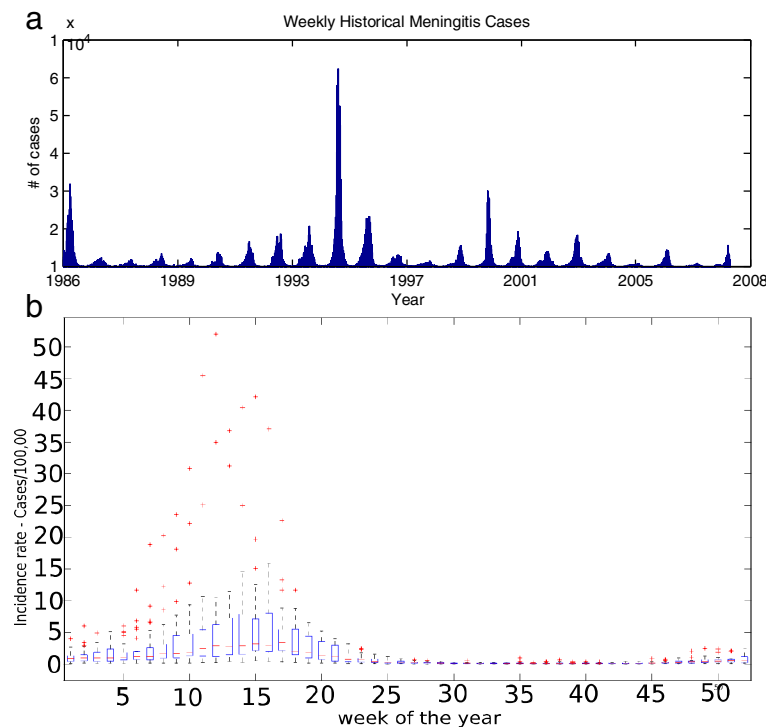 a
x
10⁴
Weekly Historical Meningitis Cases
1
6
5
4
3
2
1
# of cases
1986 1989 1993 1997 2001 2005 2008
Year
b
50
45
40
35
30
25
20
15
10
5
0
Incidence rate - Cases/100,00
5 10 15 20 25 30 35 40 45 50
week of the year